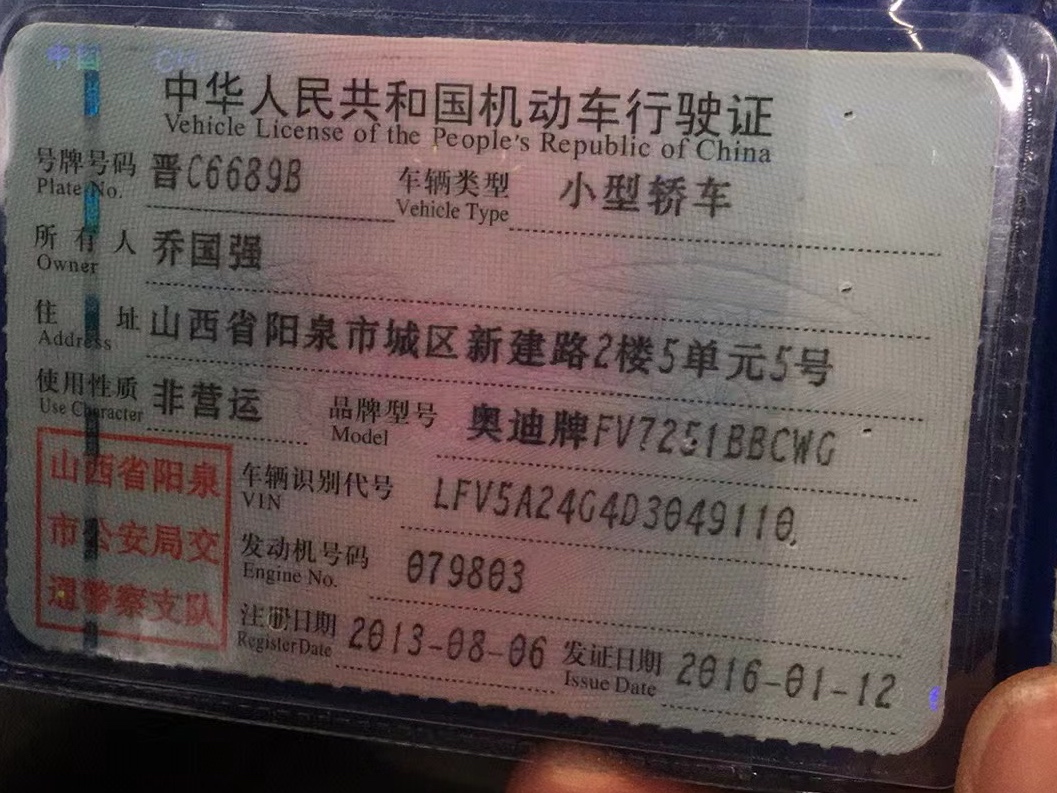 中华人民共和国机动车行驶证
Vehicle License of the People's Republic of China
号牌号码 晋C6689B 车辆类型 小型轿车
Plate No. Vehicle Type
所有人 乔国强
Owner
住址 山西省阳泉市城区新建路2楼5单元5号
Address
使用性质 非营运 品牌型号 奥迪牌FV7251BBCWG
Use Character Model
山西省阳泉
市公安局交
通警察支队
车辆识别代号 LFV5A24G4D3049110
VIN
发动机号码 079803
Engine No.
注册日期 2013-08-06 发证日期 2016-01-12
Register Date Issue Date